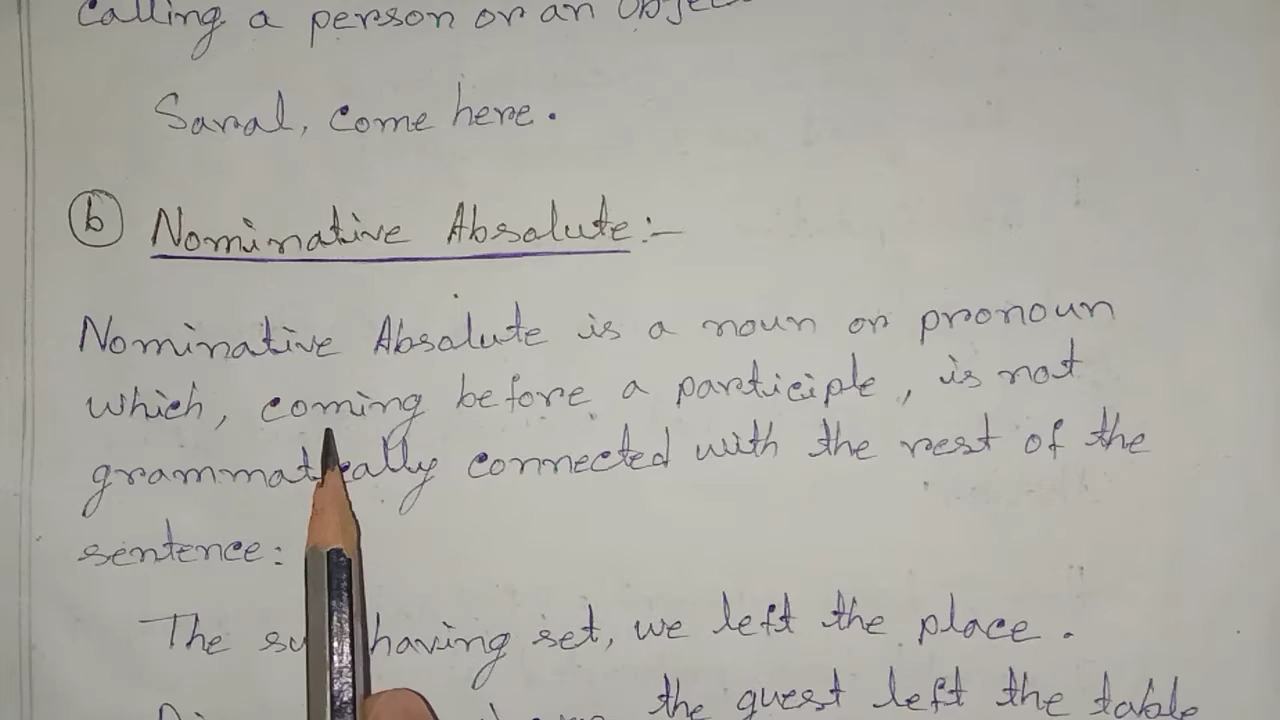 calling a person or an
Saral, come here.
b Nominative Absolute:-
Nominative Absolute is a noun or pronoun
which, coming before a participle, is not
grammatically connected with the rest of the
sentence:
The having set, we left the place.
the guest left the table